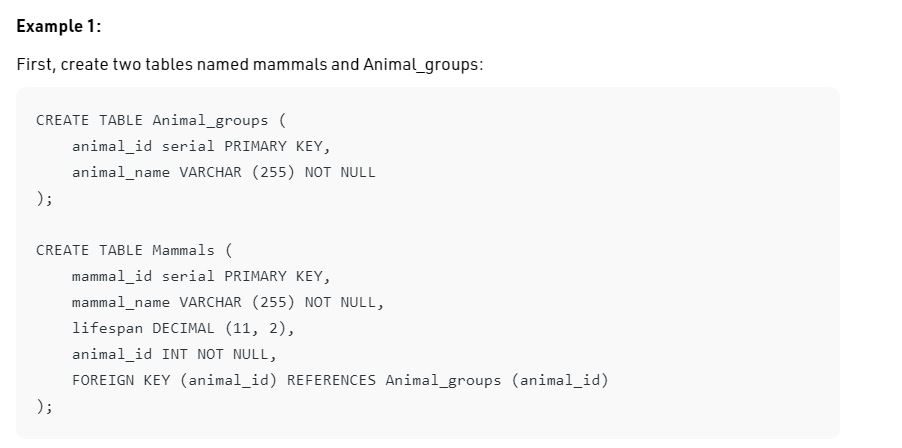 Example 1:
First, create two tables named mammals and Animal_groups:
CREATE TABLE Animal_groups (
    animal_id serial PRIMARY KEY,
    animal_name VARCHAR (255) NOT NULL
);
CREATE TABLE Mammals (
    mammal_id serial PRIMARY KEY,
    mammal_name VARCHAR (255) NOT NULL,
    lifespan DECIMAL (11, 2),
    animal_id INT NOT NULL,
    FOREIGN KEY (animal_id) REFERENCES Animal_groups (animal_id)
);